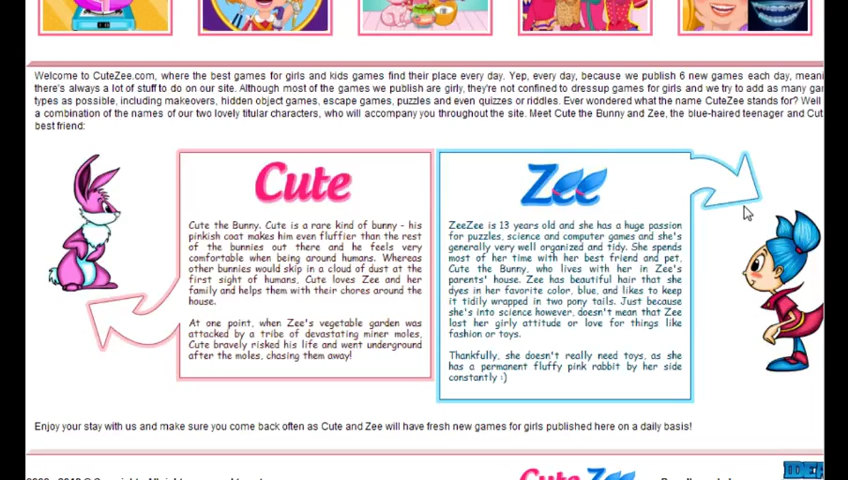 Welcome to CuteZee.com, where the best games for girls and kids games find their place every day. Yep, every day, because we publish 6 new games each day, meani
there's always a lot of stuff to do on our site. Although most of the games we publish are girly, they're not confined to dressup games for girls and we try to add as many gar
types as possible, including makeovers, hidden object games, escape games, puzzles and even quizzes or riddles. Ever wondered what the name CuteZee stands for? Well
a combination of the names of our two lovely titular characters, who will accompany you throughout the site. Meet Cute the Bunny and Zee, the blue-haired teenager and Cut
best friend:
Cute
Cute the Bunny. Cute is a rare kind of bunny - his
pinkish coat makes him even fluffier than the rest
of the bunnies out there and he feels very
comfortable when being around humans. Whereas
other bunnies would skip in a cloud of dust at the
first sight of humans, Cute loves Zee and her
family and helps them with their chores around the
house.
At one point, when Zee's vegetable garden was
attacked by a tribe of devastating miner moles,
Cute bravely risked his life and went underground
after the moles, chasing them away!
Zee
ZeeZee is 13 years old and she has a huge passion
for puzzles, science and computer games and she's
generally very well organized and tidy. She spends
most of her time with her best friend and pet,
Cute the Bunny, who lives with her in Zee's
parents' house. Zee has beautiful hair that she
dyes in her favorite color, blue, and likes to keep
it tidily wrapped in two pony tails. Just because
she's into science however, doesn't mean that Zee
lost her girly attitude or love for things like
fashion or toys.
Thankfully, she doesn't really need toys, as she
has a permanent fluffy pink rabbit by her side
constantly :)
Enjoy your stay with us and make sure you come back often as Cute and Zee will have fresh new games for girls published here on a daily basis!
Cute Zee